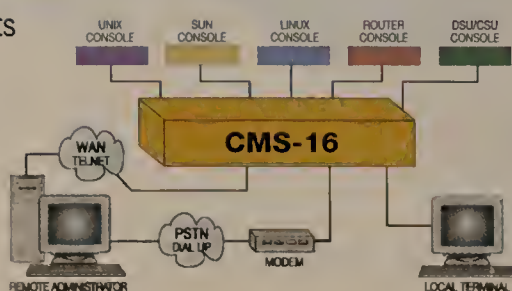 TS
UNIX
CONSOLE
SUN
CONSOLE
LINUX
CONSOLE
ROUTER
CONSOLE
DSU/CSU
CONSOLE
CMS-16
WAN
TELNET
PSTN
DIAL UP
MODEM
REMOTE ADMINISTRATOR
LOCAL TERMINAL